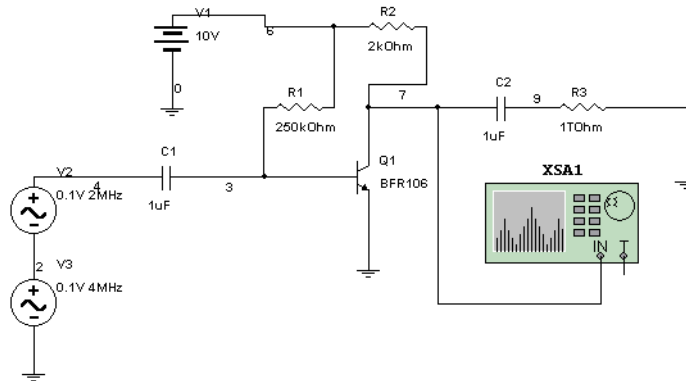 V1
10V
6
R2
2kOhm
0
R1
250kOhm
7
C2
1uF
9
R3
1TOhm
V2
0.1V 2MHz
4
C1
1uF
3
Q1
BFR106
XSA1
IN T
2
V3
0.1V 4MHz